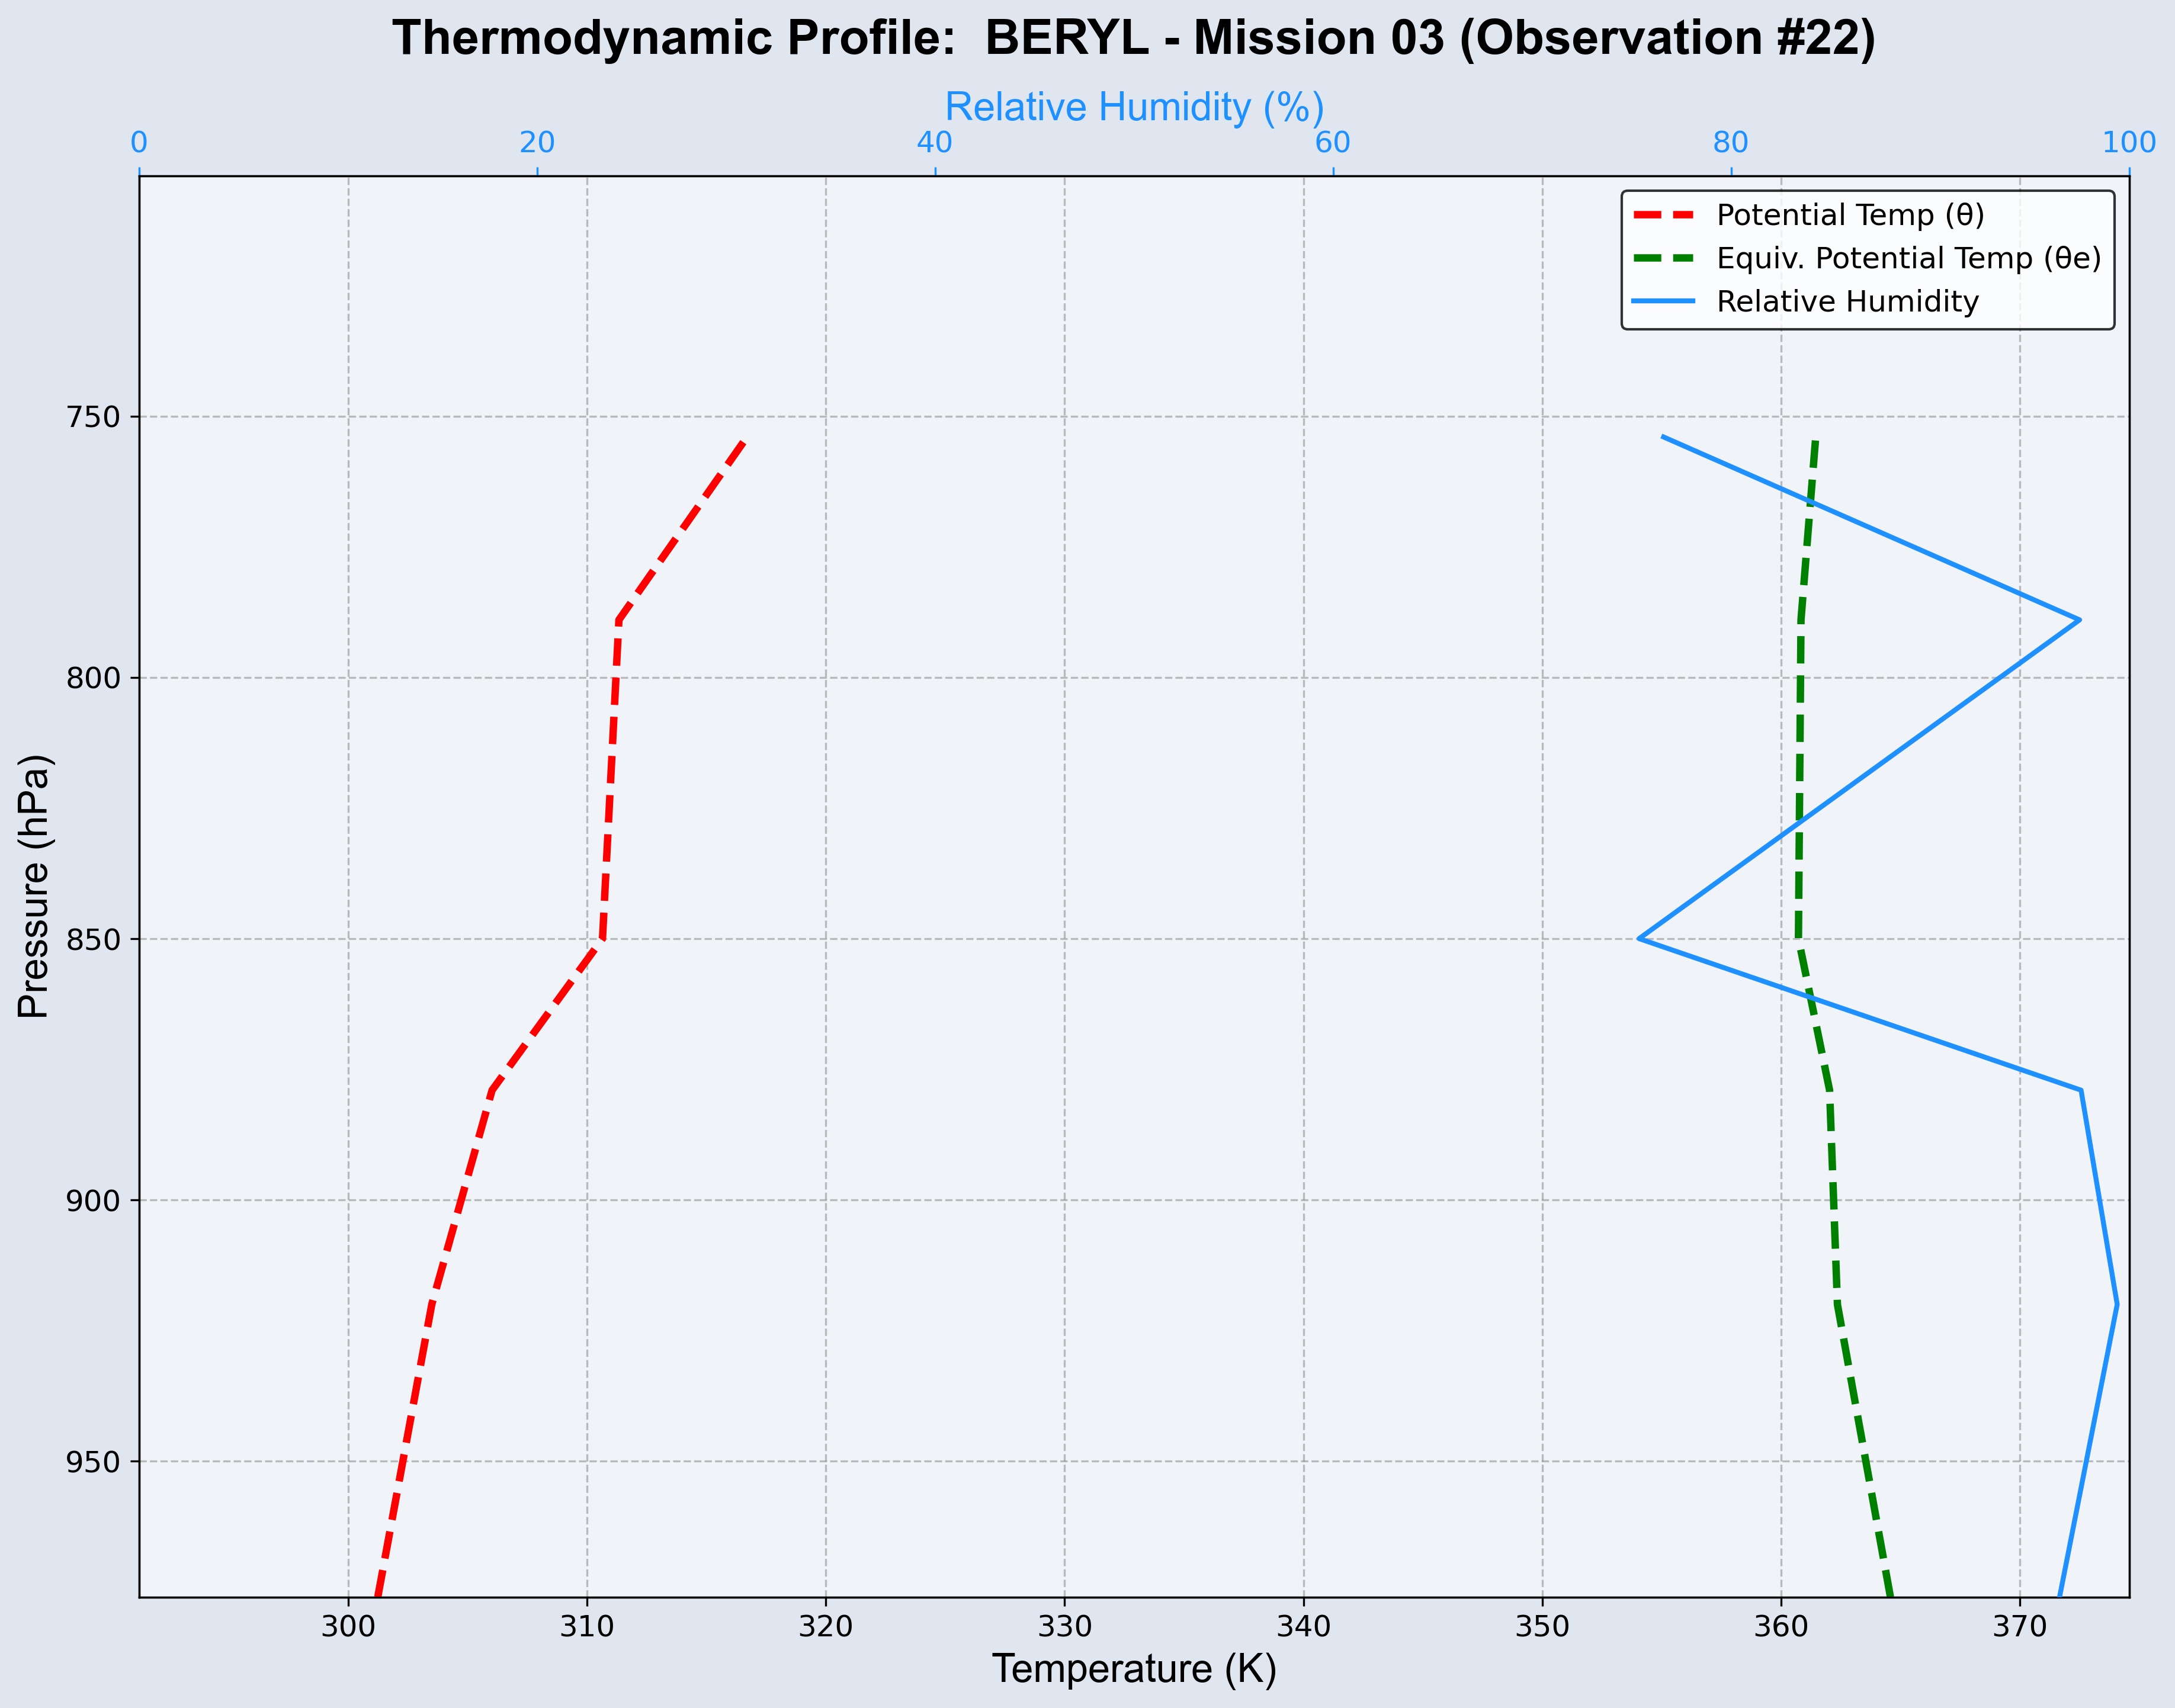 Thermodynamic Profile:  BERYL - Mission 03 (Observation #22)
Relative Humidity (%)
0 20 40 60 80 100
Potential Temp (θ)
Equiv. Potential Temp (θe)
Relative Humidity
750
800
850
900
950
Pressure (hPa)
300 310 320 330 340 350 360 370
Temperature (K)